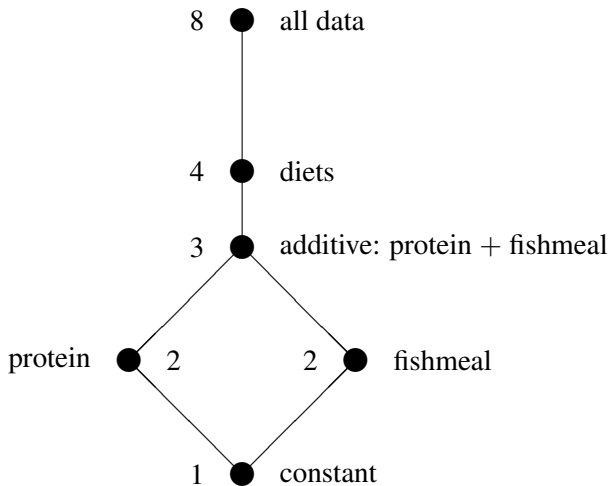 8 all data
4 diets
3 additive: protein + fishmeal
protein 2 2 fishmeal
1 constant